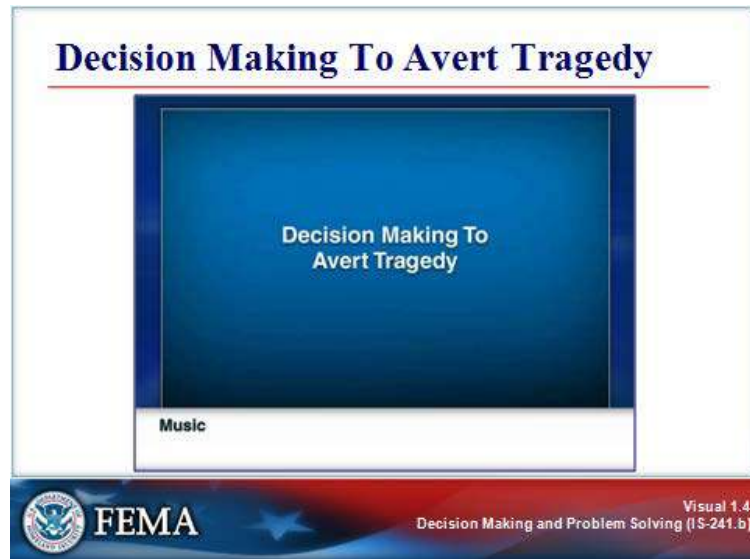 Decision Making To Avert Tragedy
Decision Making To
Avert Tragedy
Music
FEMA
Visual 1.4
Decision Making and Problem Solving (IS-241.b)